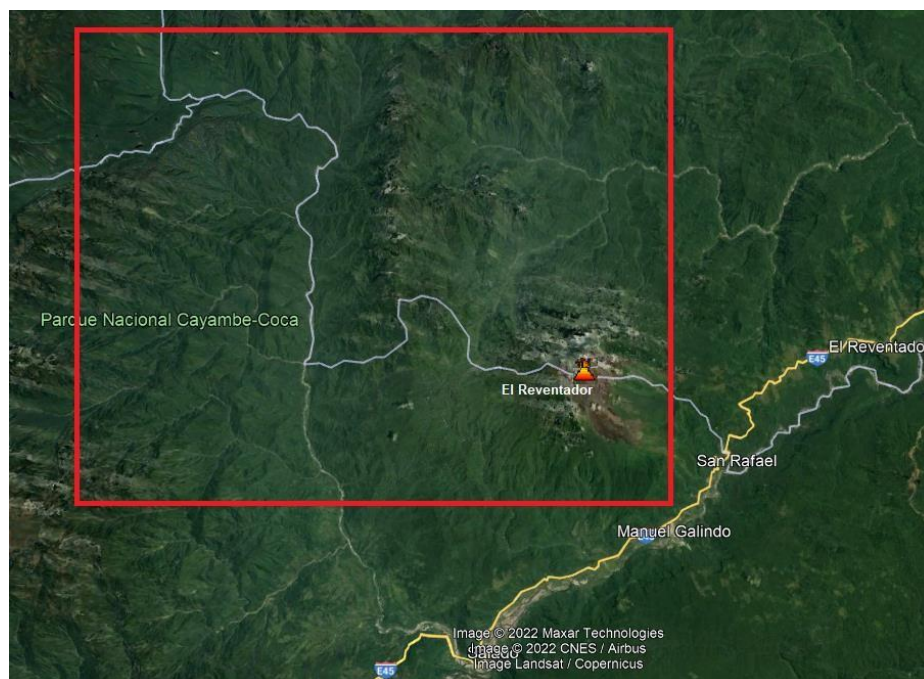 Parque Nacional Cayambe-Coca
El Reventador
E45
El Reventado
San Rafael
Manuel Galindo
Image © 2022 Maxar Technologies
Image © 2022 CNES / Airbus
Image Landsat / Copernicus
E45